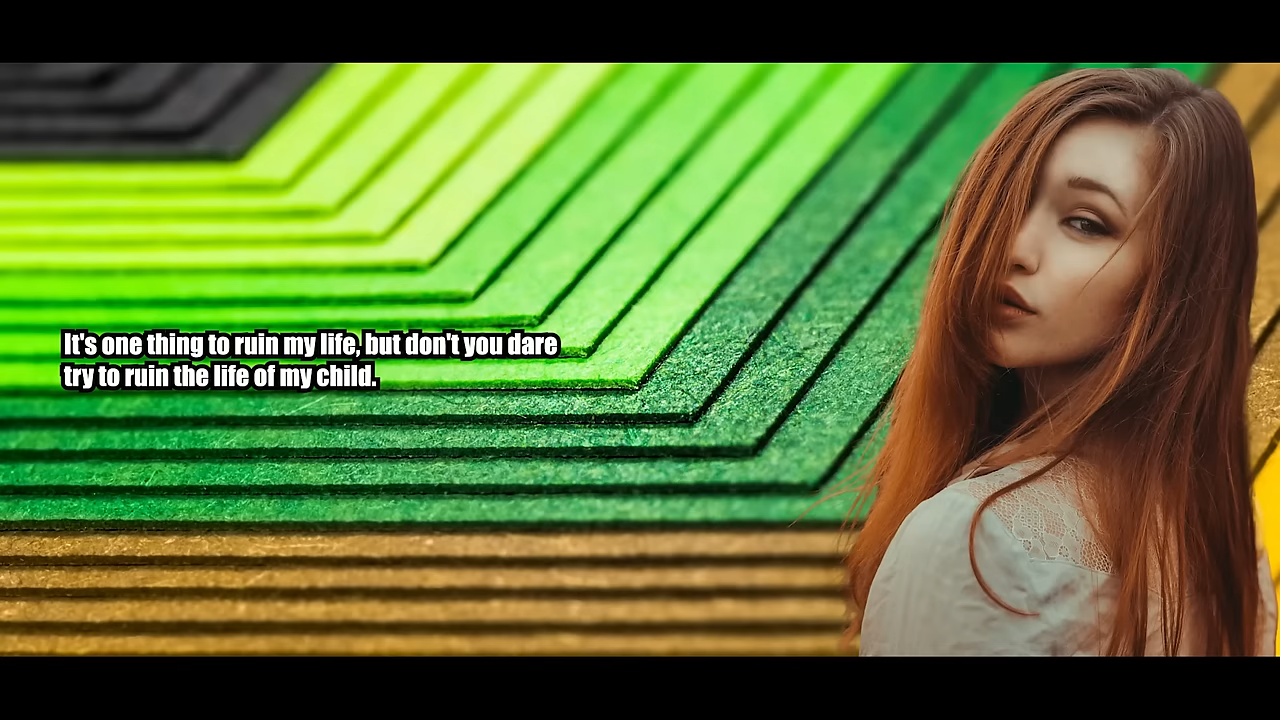 It's one thing to ruin my life, but don't you dare
try to ruin the life of my child.